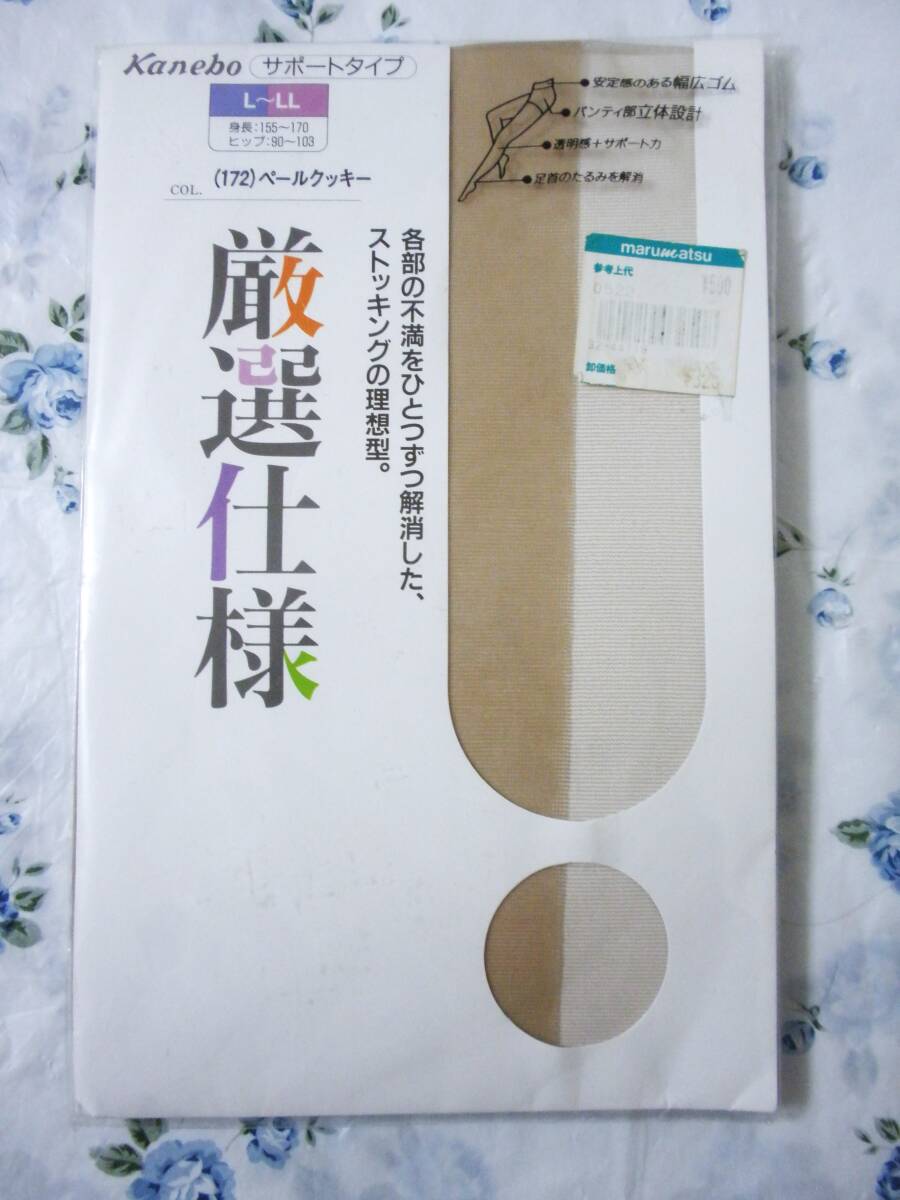 Kanebo サポートタイプ
L~LL
身長:155~170
ヒップ:90~103
COL. (172)ペールクッキー
厳選仕様
各部の不満をひとつずつ解消した、
ストッキングの理想型。
●安定感のある幅広ゴム
●パンティ部立体設計
●透明感+サポート力
●足首のたるみを解消
marumatsu
参考上代
¥590
卸価格